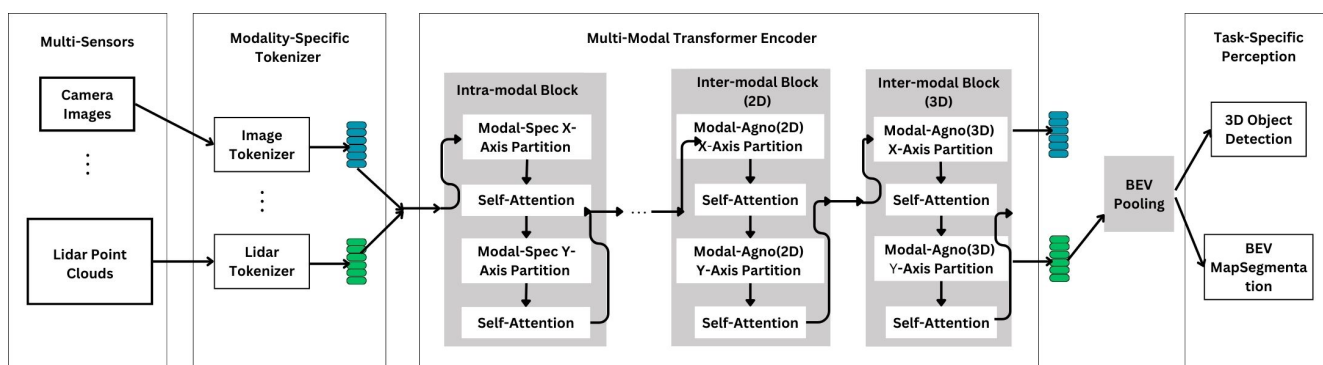 Multi-Sensors
Camera
Images
Lidar Point
Clouds
Modality-Specific
Tokenizer
Image
Tokenizer
Lidar
Tokenizer
Multi-Modal Transformer Encoder
Intra-modal Block
Modal-Spec X-
Axis Partition
Self-Attention
Modal-Spec Y-
Axis Partition
Self-Attention
Inter-modal Block
(2D)
Modal-Agno(2D)
X-Axis Partition
Self-Attention
Modal-Agno(2D)
Y-Axis Partition
Self-Attention
Inter-modal Block
(3D)
Modal-Agno(3D)
X-Axis Partition
Self-Attention
Modal-Agno(3D)
Y-Axis Partition
Self-Attention
BEV
Pooling
Task-Specific
Perception
3D Object
Detection
BEV
MapSegmenta
tion